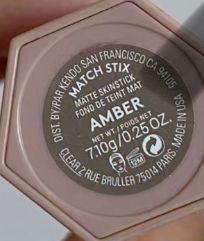 DIST. BY/PAR KENDO SAN FRANCISCO CA 94105
MATCH STIX
MATTE SKINSTICK
FOND DE TEINT MAT
AMBER
NET WT./POIDS NET
7.10g/0.25 OZ.
CLEAR, 2 RUE BRULLER 75014 PARIS, MADE IN USA
12M